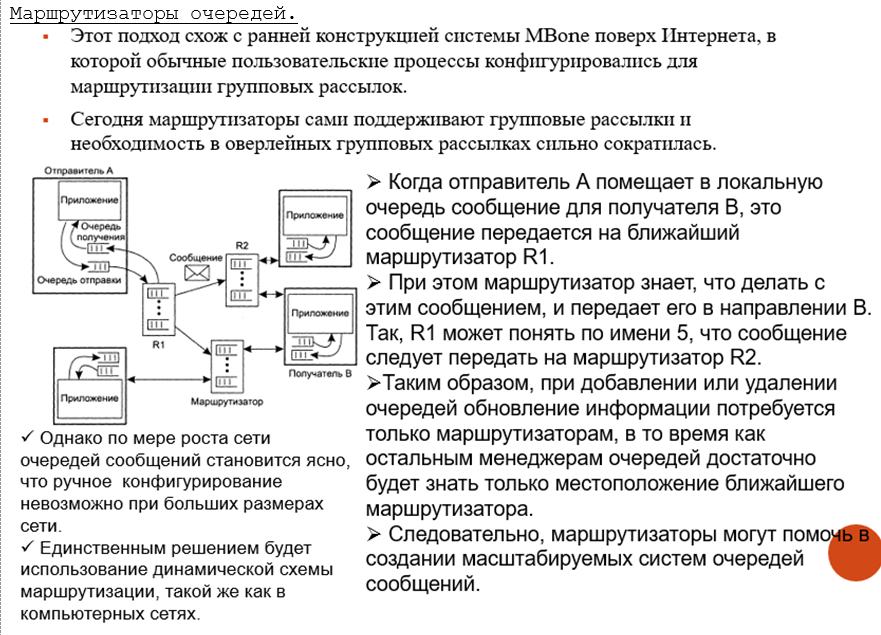 Маршрутизаторы очередей.
▪ Этот подход схож с ранней конструкцией системы MBone поверх Интернета, в
которой обычные пользовательские процессы конфигурировались для
маршрутизации групповых рассылок.
▪ Сегодня маршрутизаторы сами поддерживают групповые рассылки и
необходимость в оверлейных групповых рассылках сильно сократилась.
Отправитель А
Приложение
Очередь
получения
Очередь отправки
Сообщение
R1
R2
Приложение
Приложение
Получатель В
Маршрутизатор
Приложение
➢ Когда отправитель А помещает в локальную
очередь сообщение для получателя В, это
сообщение передается на ближайший
маршрутизатор R1.
➢ При этом маршрутизатор знает, что делать с
этим сообщением, и передает его в направлении В.
Так, R1 может понять по имени 5, что сообщение
следует передать на маршрутизатор R2.
➢Таким образом, при добавлении или удалении
очередей обновление информации потребуется
только маршрутизаторам, в то время как
остальным менеджерам очередей достаточно
будет знать только местоположение ближайшего
маршрутизатора.
➢ Следовательно, маршрутизаторы могут помочь в
создании масштабируемых систем очередей
сообщений.
✓ Однако по мере роста сети
очередей сообщений становится ясно,
что ручное конфигурирование
невозможно при больших размерах
сети.
✓ Единственным решением будет
использование динамической схемы
маршрутизации, такой же как в
компьютерных сетях.